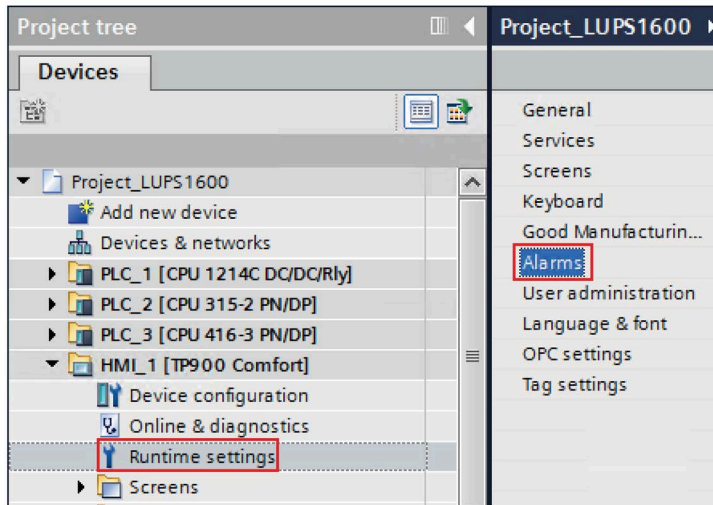 Project tree
Devices
Project_LUPS1600
Add new device
Devices & networks
PLC_1 [CPU 1214C DC/DC/Rly]
PLC_2 [CPU 315-2 PN/DP]
PLC_3 [CPU 416-3 PN/DP]
HMI_1 [TP900 Comfort]
Device configuration
Online & diagnostics
Runtime settings
Screens
Project_LUPS1600
General
Services
Screens
Keyboard
Good Manufacturin...
Alarms
User administration
Language & font
OPC settings
Tag settings